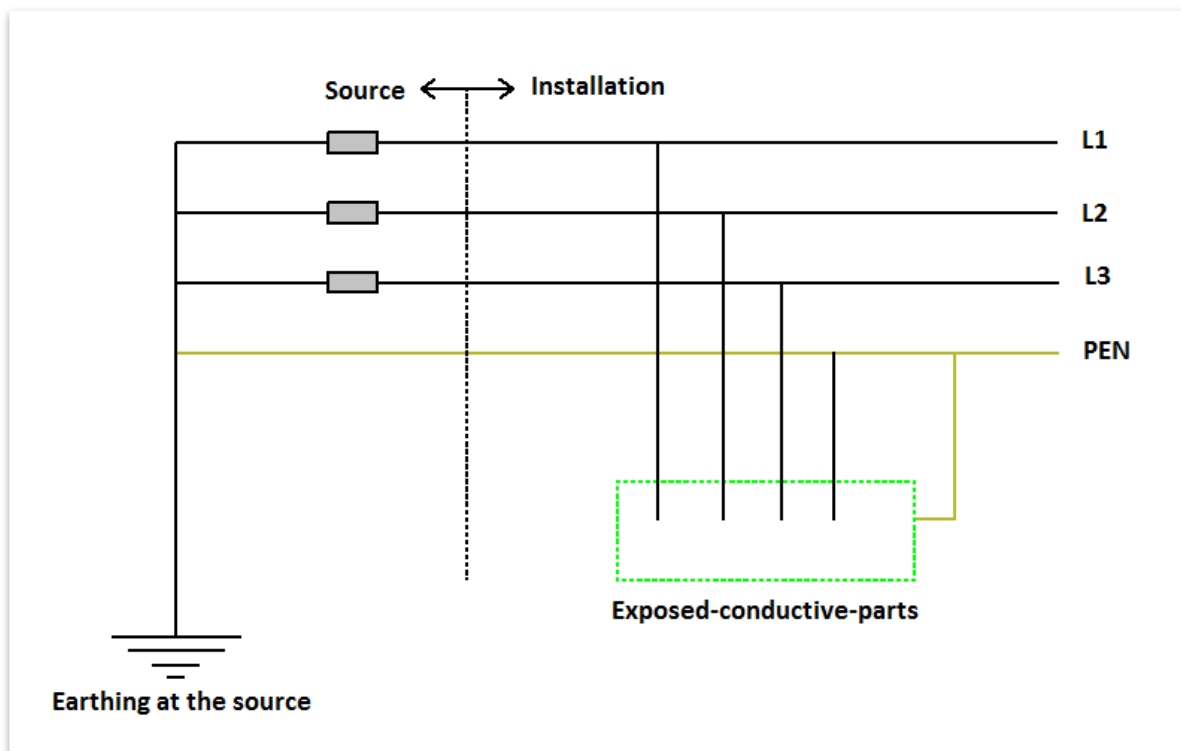 Source
Installation
L1
L2
L3
PEN
Exposed-conductive-parts
Earthing at the source